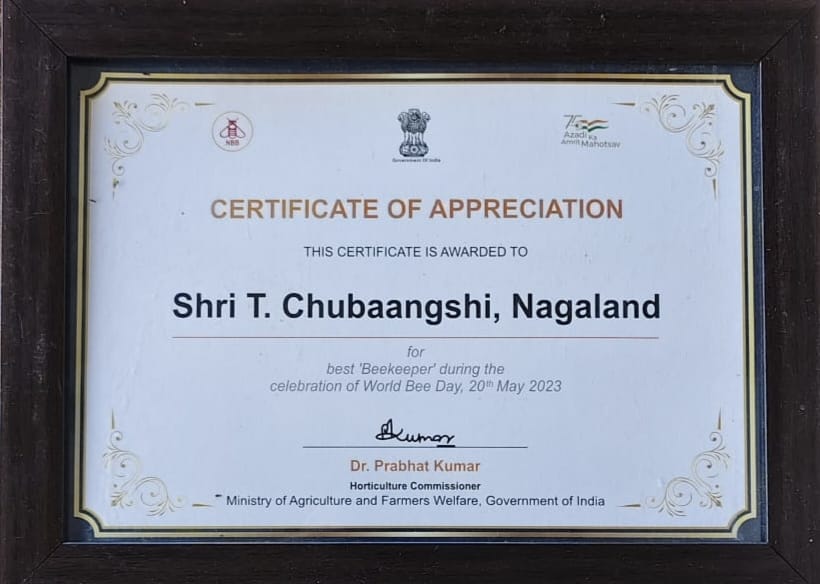 NBB
Government Of India
75
Azadi Ka
Amrit Mahotsav
CERTIFICATE OF APPRECIATION
THIS CERTIFICATE IS AWARDED TO
Shri T. Chubaangshi, Nagaland
for
best 'Beekeeper' during the
celebration of World Bee Day, 20th May 2023
Kumar
Dr. Prabhat Kumar
Horticulture Commissioner
Ministry of Agriculture and Farmers Welfare, Government of India